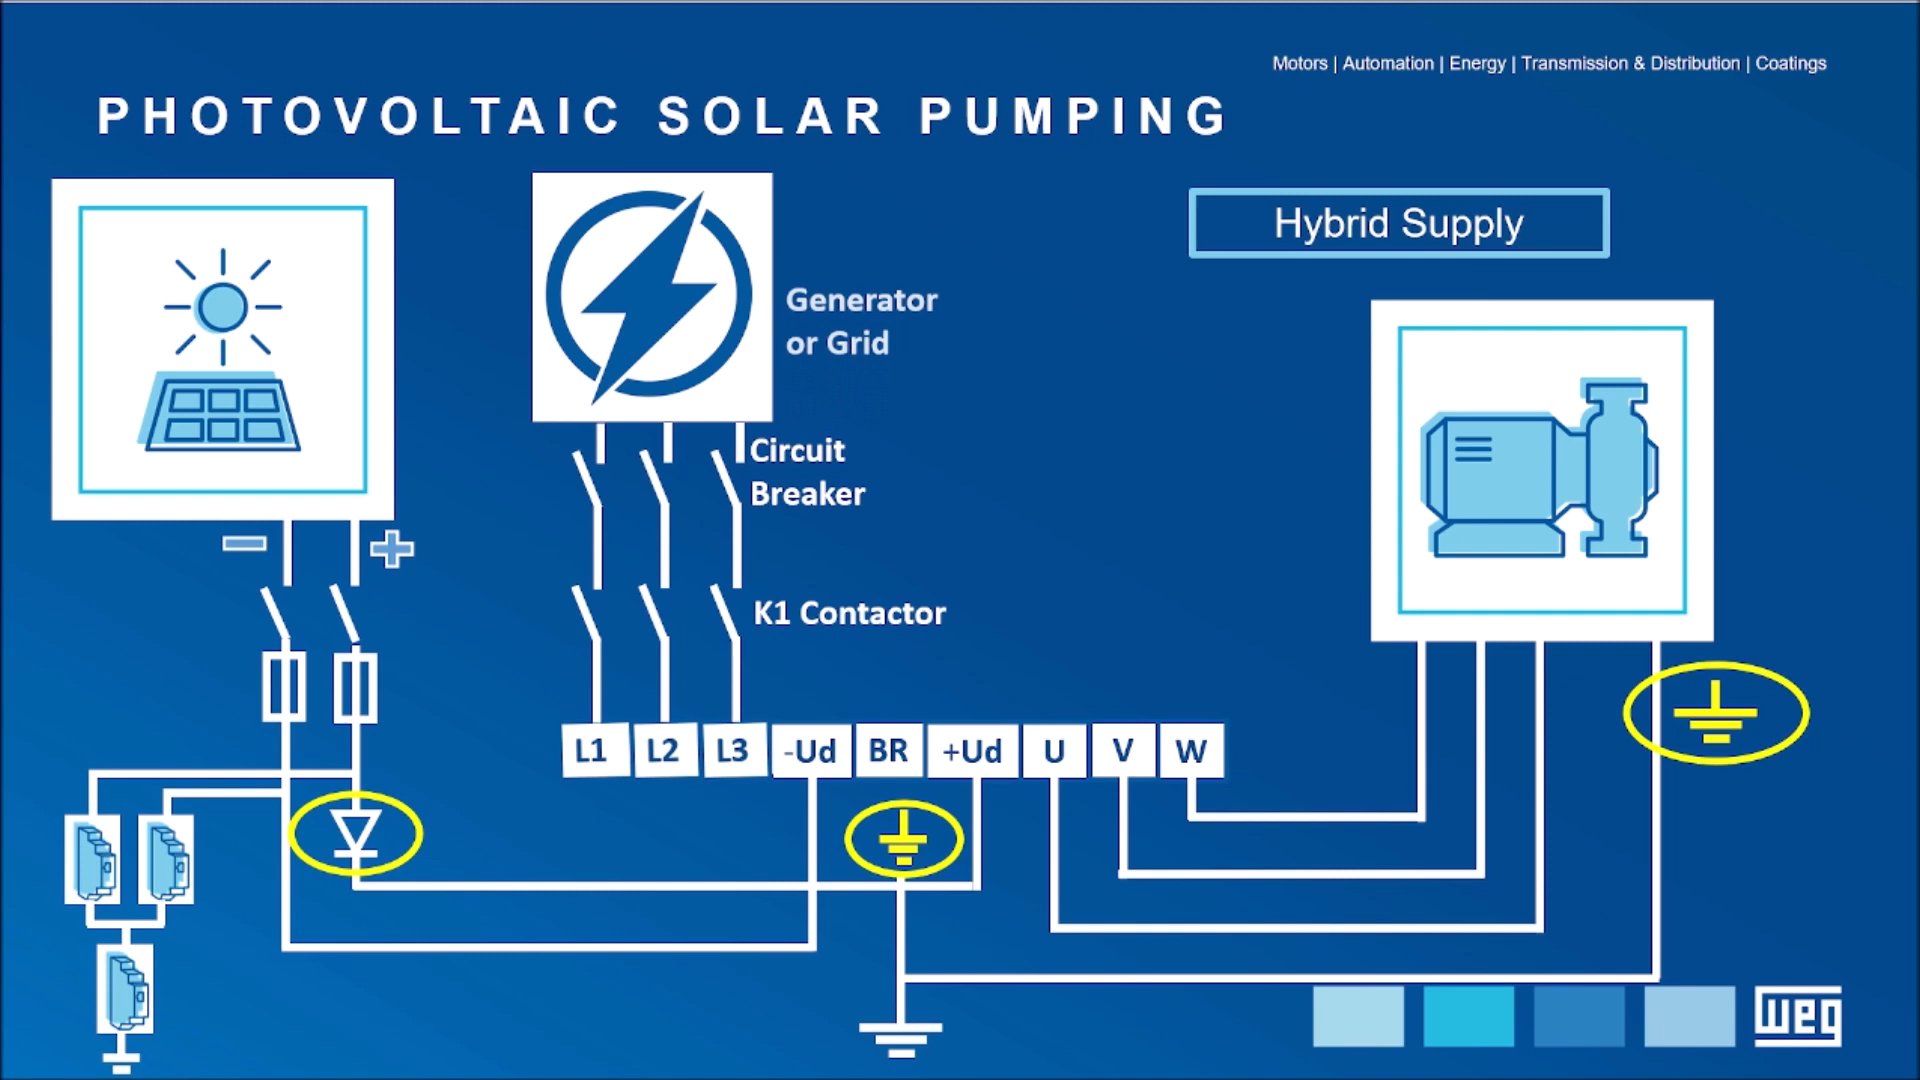 Motors | Automation | Energy | Transmission & Distribution | Coatings
PHOTOVOLTAIC SOLAR PUMPING
Hybrid Supply
Generator
or Grid
Circuit
Breaker
K1 Contactor
L1 L2 L3 -Ud BR +Ud U V W
weg